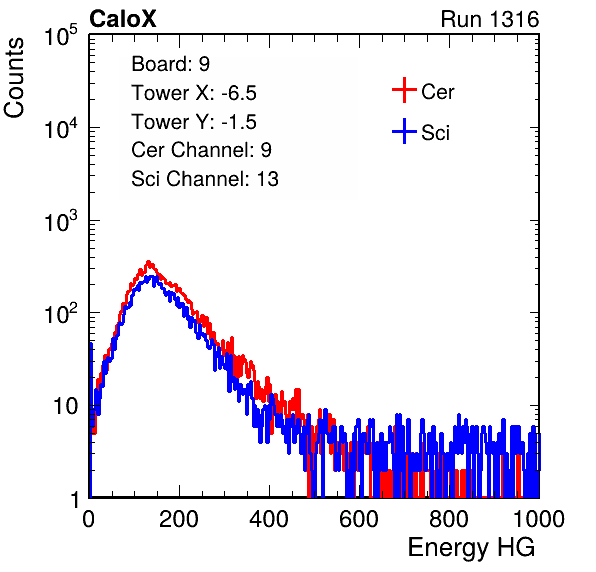 CaloX Run 1316
Counts
Board: 9
Tower X: -6.5
Tower Y: -1.5
Cer Channel: 9
Sci Channel: 13
Cer
Sci
10^5
10^4
10^3
10^2
10
1
0 200 400 600 800 1000
Energy HG